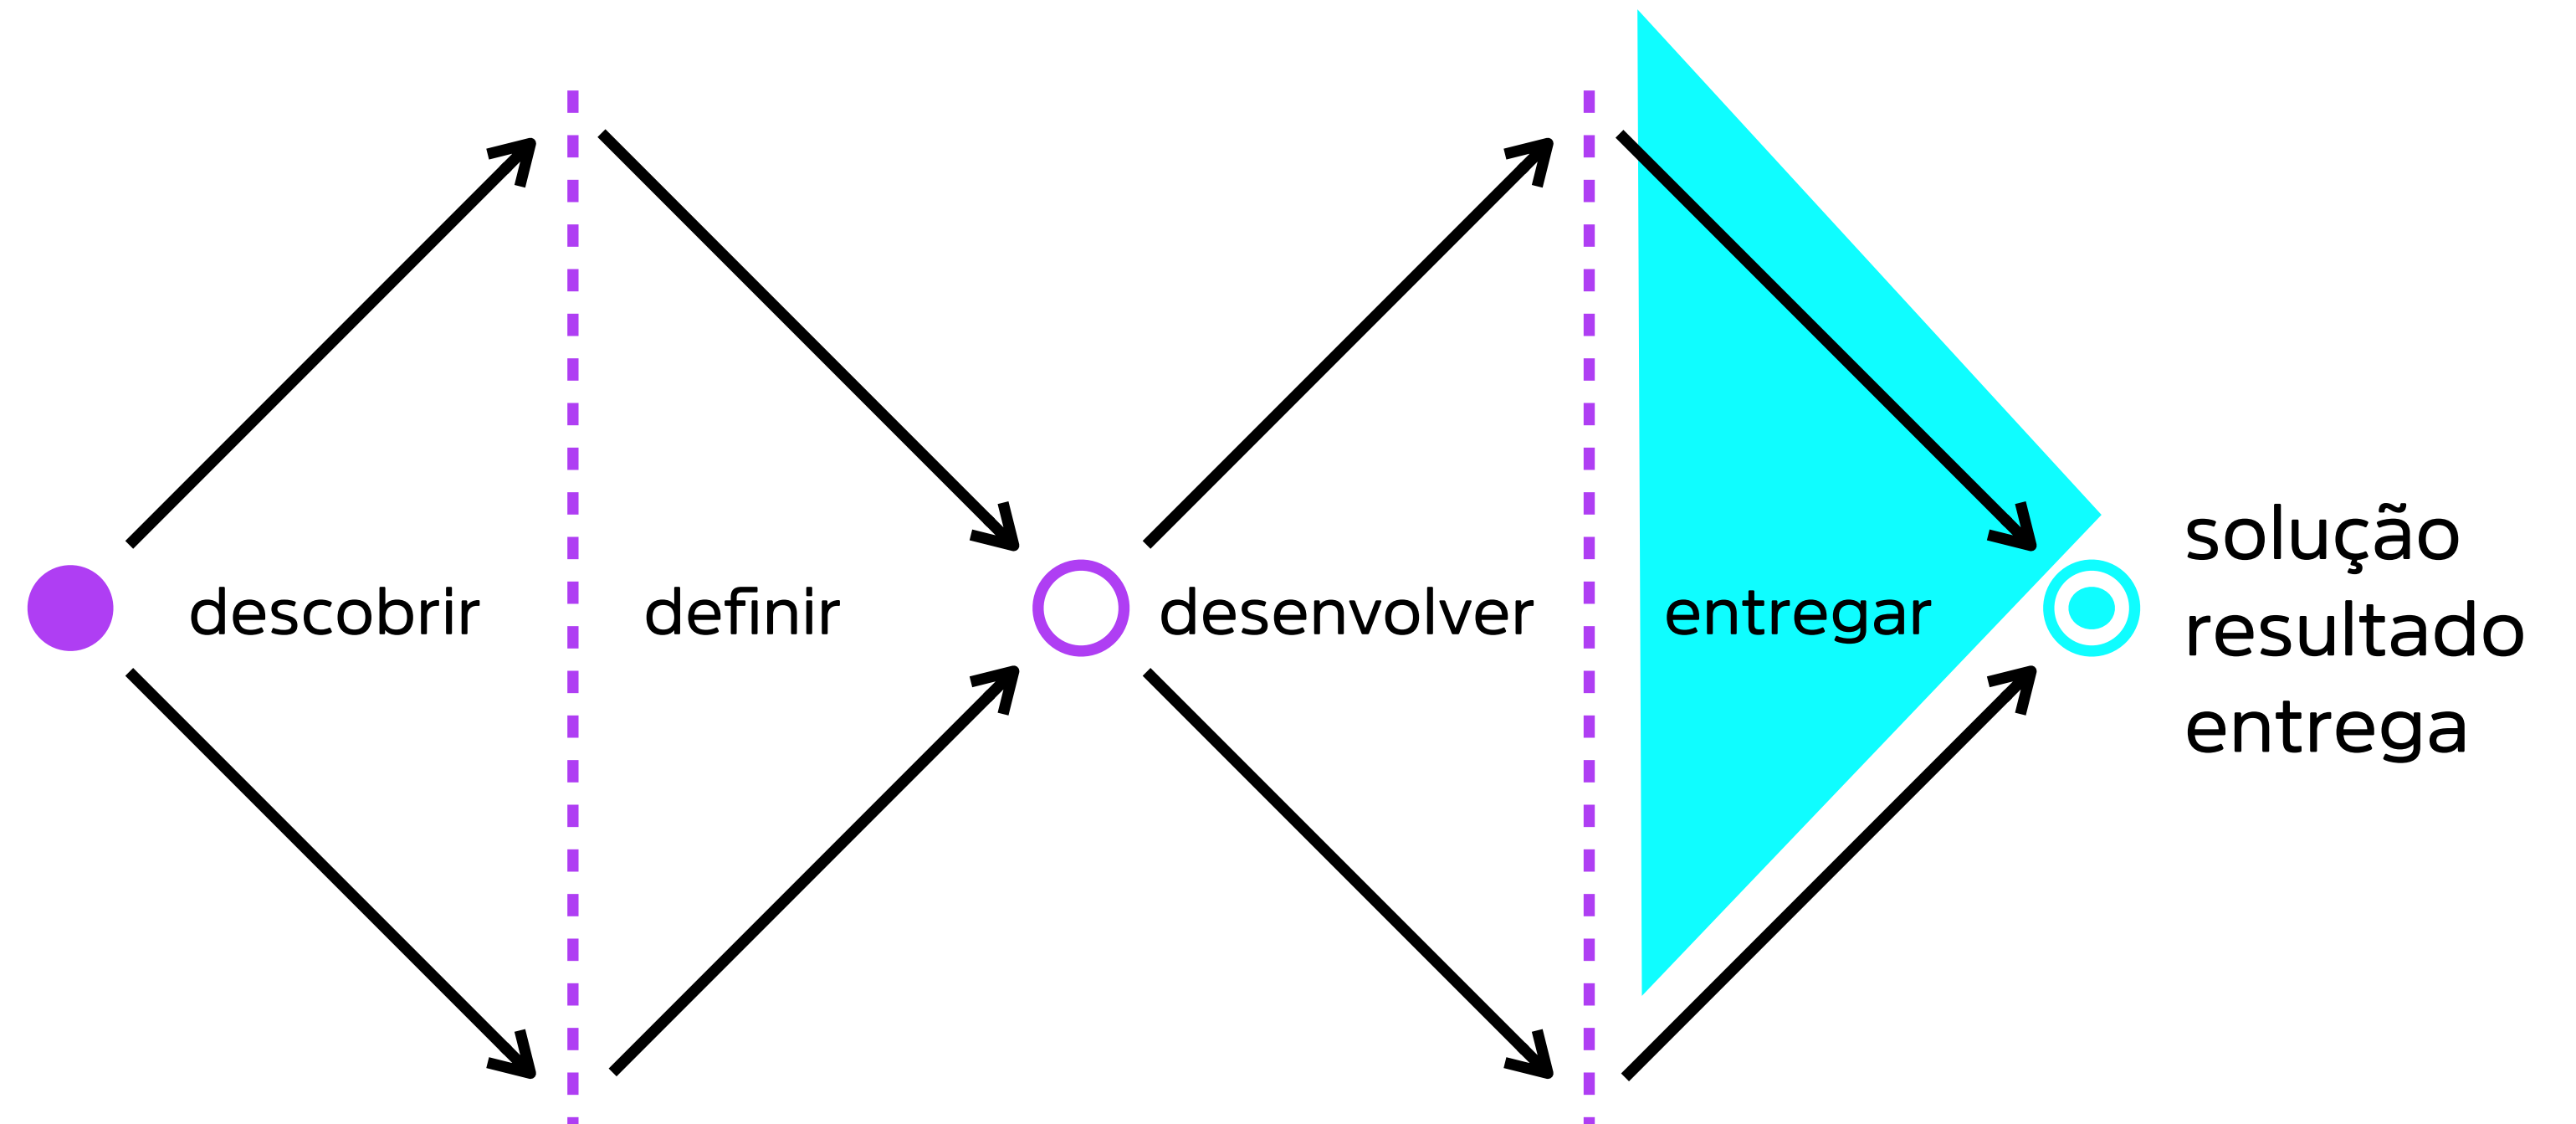 descobrir
definir
desenvolver
entregar
solução
resultado
entrega